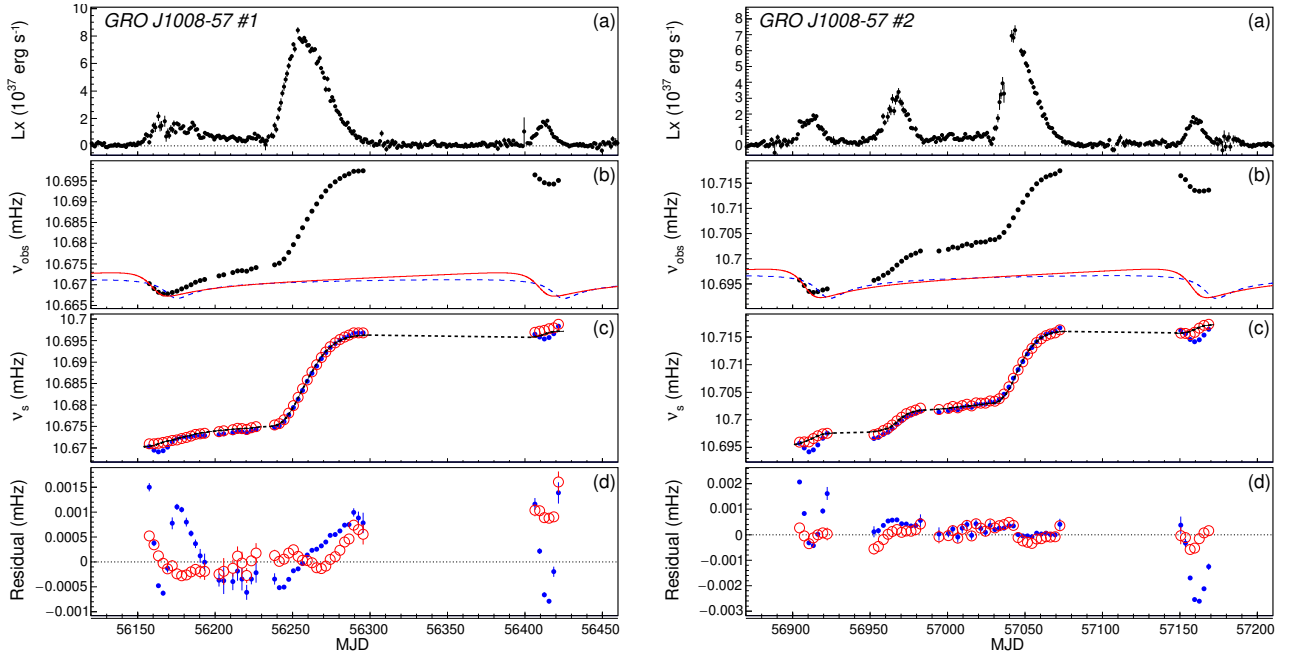 GRO J1008-57 #1
(a)
Lx (10^37 erg s^-1)
10
8
6
4
2
0
(b)
ν_obs (mHz)
10.695
10.69
10.685
10.68
10.675
10.67
10.665
(c)
ν_s (mHz)
10.7
10.695
10.69
10.685
10.68
10.675
10.67
(d)
Residual (mHz)
0.0015
0.001
0.0005
0
−0.0005
−0.001
56150 56200 56250 56300 56350 56400 56450
MJD
GRO J1008-57 #2
(a)
Lx (10^37 erg s^-1)
8
7
6
5
4
3
2
1
0
(b)
ν_obs (mHz)
10.715
10.71
10.705
10.7
10.695
(c)
ν_s (mHz)
10.715
10.71
10.705
10.7
10.695
(d)
Residual (mHz)
0.002
0.001
0
−0.001
−0.002
−0.003
56900 56950 57000 57050 57100 57150 57200
MJD